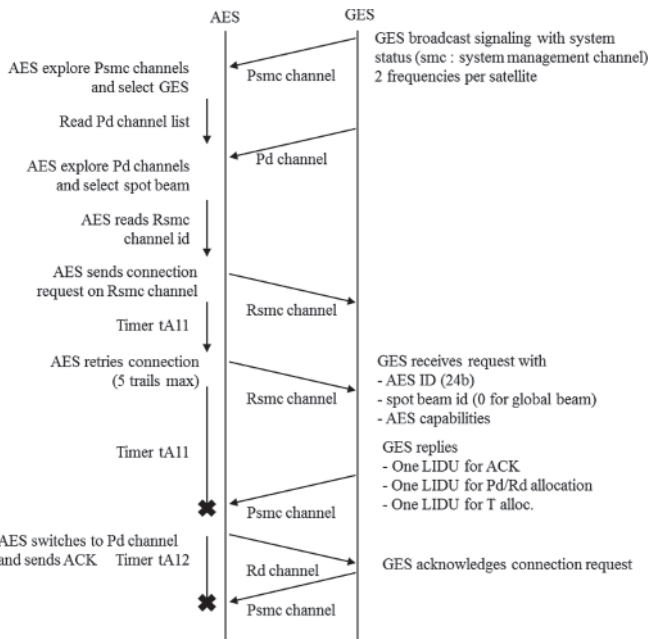 AES
GES
GES broadcast signaling with system
status (smc : system management channel)
2 frequencies per satellite
Psmc channel
AES explore Psmc channels
and select GES
Read Pd channel list
Pd channel
AES explore Pd channels
and select spot beam
AES reads Rsmc
channel id
AES sends connection
request on Rsmc channel
Rsmc channel
Timer tA11
AES retries connection
(5 trails max)
Rsmc channel
GES receives request with
- AES ID (24b)
- spot beam id (0 for global beam)
- AES capabilities
Timer tA11
GES replies
- One LIDU for ACK
- One LIDU for Pd/Rd allocation
- One LIDU for T alloc.
Psmc channel
AES switches to Pd channel
and sends ACK Timer tA12
Rd channel
GES acknowledges connection request
Psmc channel